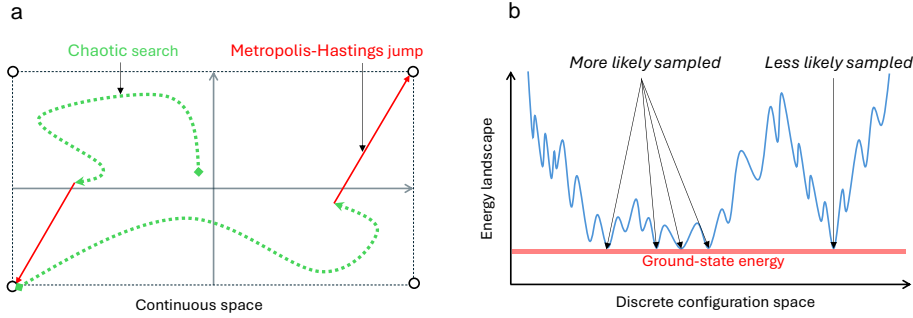 a
Chaotic search
Metropolis-Hastings jump
Continuous space
b
More likely sampled
Less likely sampled
Energy landscape
Ground-state energy
Discrete configuration space